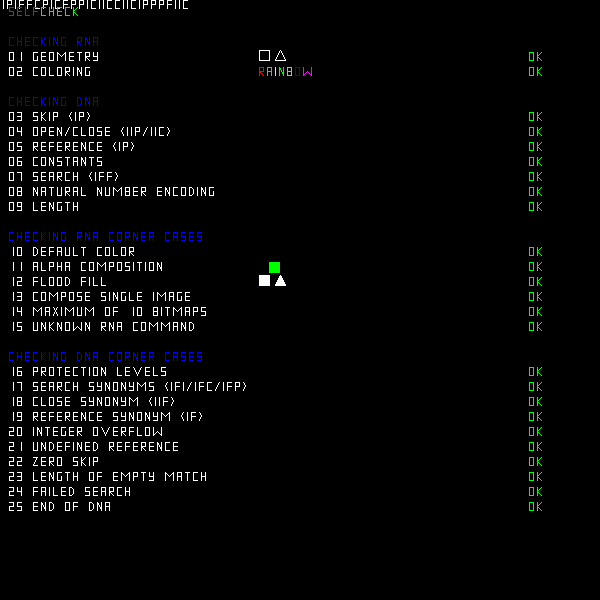 IPIFFCPICFPPICIICCIICIPPPFIIC
SELFCHECK
CHECKING RNA
01 GEOMETRY OK
02 COLORING RAINBOW OK
CHECKING DNA
03 SKIP (IP) OK
04 OPEN/CLOSE (IIP/IIC) OK
05 REFERENCE (IP) OK
06 CONSTANTS OK
07 SEARCH (IFF) OK
08 NATURAL NUMBER ENCODING OK
09 LENGTH OK
CHECKING RNA CORNER CASES
10 DEFAULT COLOR OK
11 ALPHA COMPOSITION OK
12 FLOOD FILL OK
13 COMPOSE SINGLE IMAGE OK
14 MAXIMUM OF 10 BITMAPS OK
15 UNKNOWN RNA COMMAND OK
CHECKING DNA CORNER CASES
16 PROTECTION LEVELS OK
17 SEARCH SYNONYMS (IFI/IFC/IFP) OK
18 CLOSE SYNONYM (IIF) OK
19 REFERENCE SYNONYM (IF) OK
20 INTEGER OVERFLOW OK
21 UNDEFINED REFERENCE OK
22 ZERO SKIP OK
23 LENGTH OF EMPTY MATCH OK
24 FAILED SEARCH OK
25 END OF DNA OK